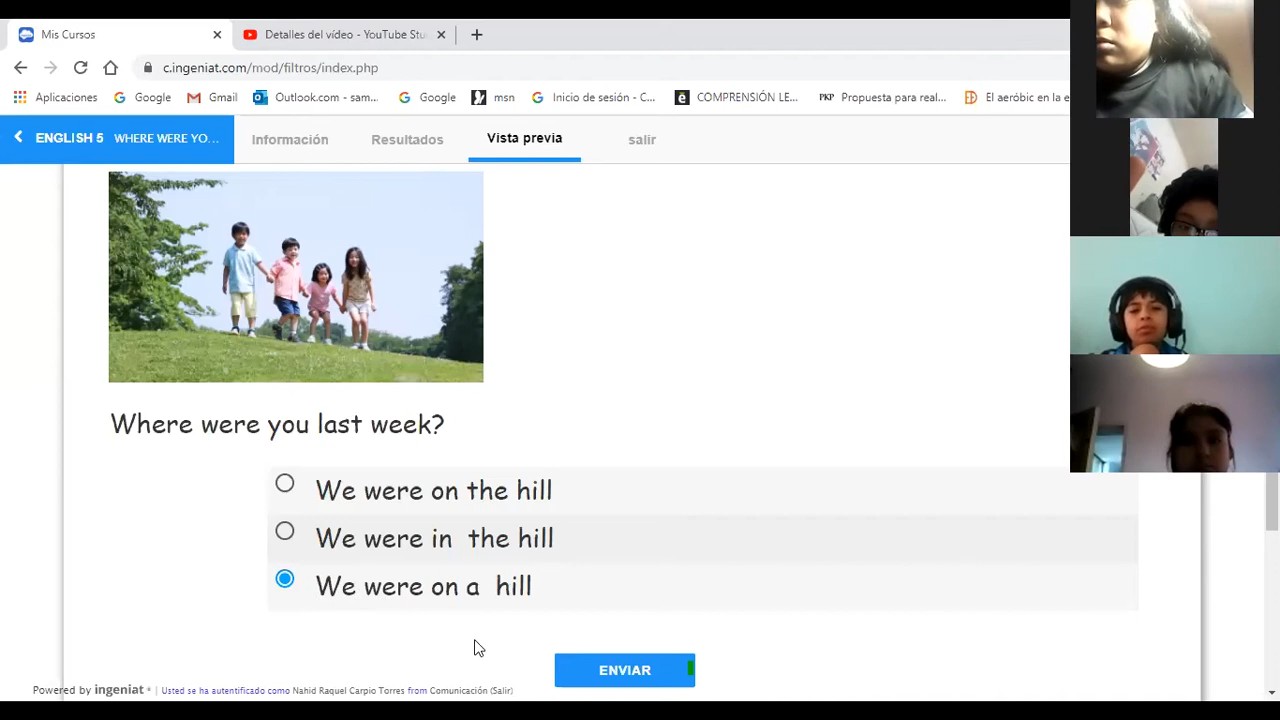 Mis Cursos
Detalles del vídeo - YouTube Stu
c.ingeniat.com/mod/filtros/index.php
Aplicaciones Google Gmail Outlook.com - sam... Google msn Inicio de sesión - C... COMPRENSIÓN LE... PKP Propuesta para real... El aeróbic en la e
ENGLISH 5 WHERE WERE YO... Información Resultados Vista previa salir
Where were you last week?
We were on the hill
We were in the hill
We were on a hill
ENVIAR
Powered by ingeniat ® | Usted se ha autentificado como Nahid Raquel Carpio Torres from Comunicación (Salir)